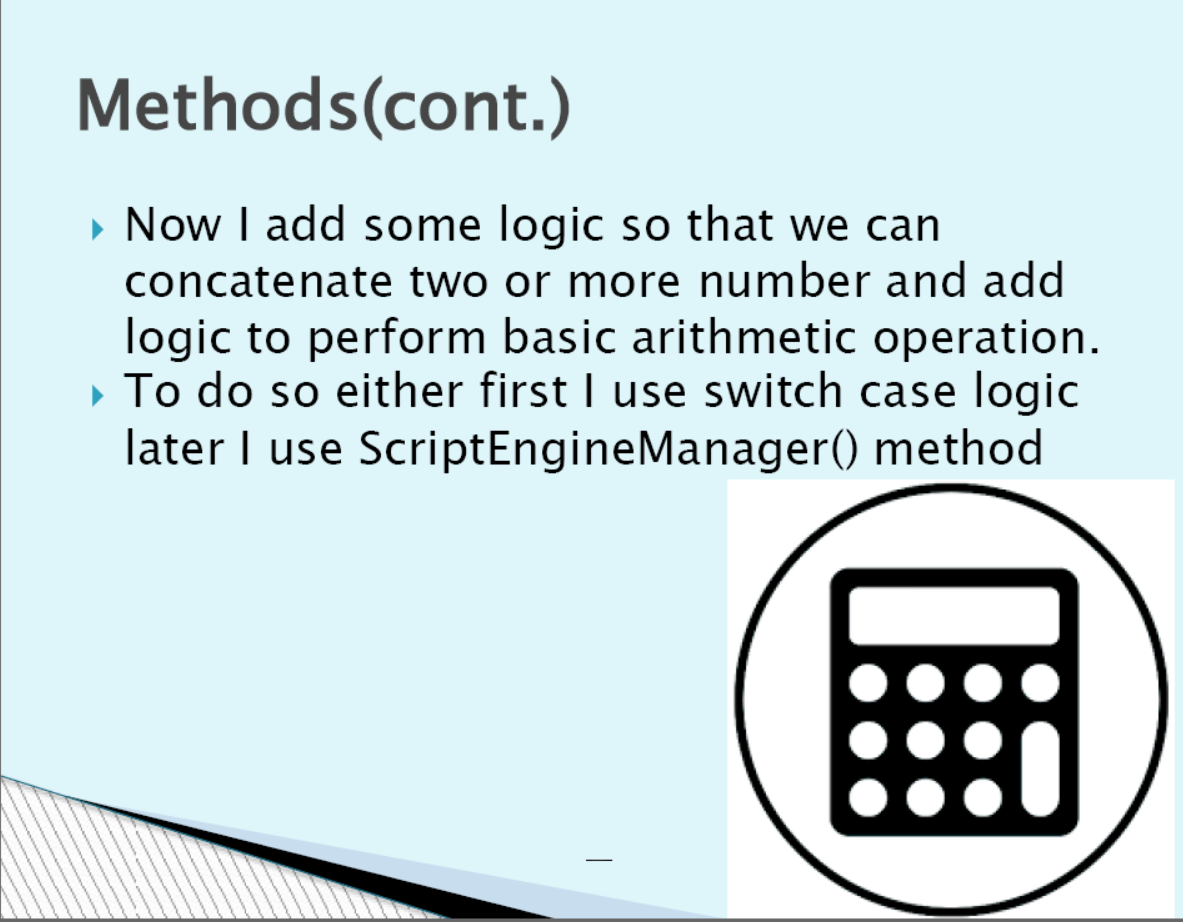 Methods(cont.)
Now I add some logic so that we can
concatenate two or more number and add
logic to perform basic arithmetic operation.
To do so either first I use switch case logic
later I use ScriptEngineManager() method